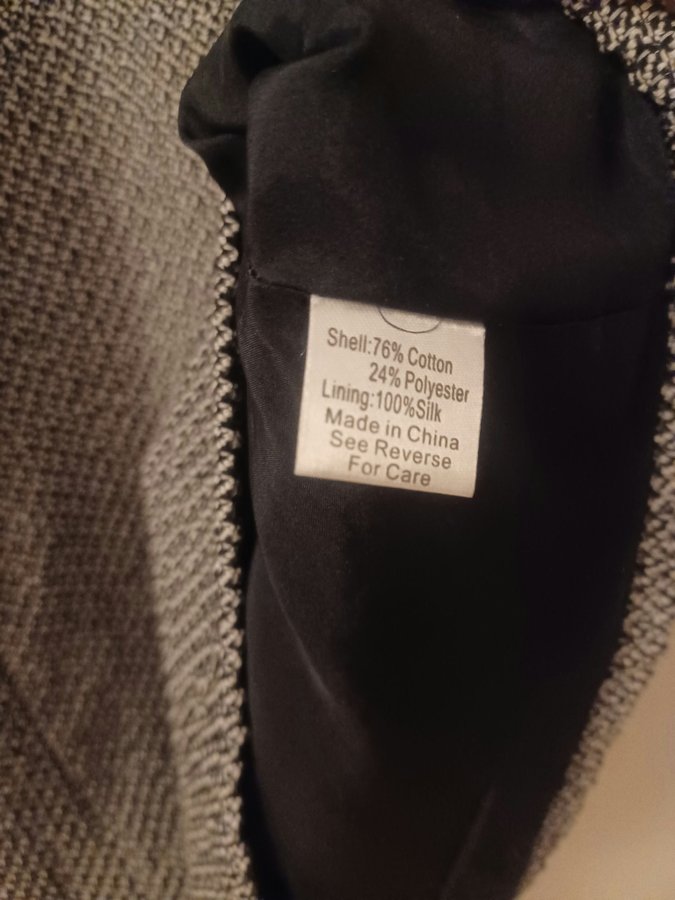 Shell:76% Cotton
24% Polyester
Lining:100%Silk
Made in China
See Reverse
For Care